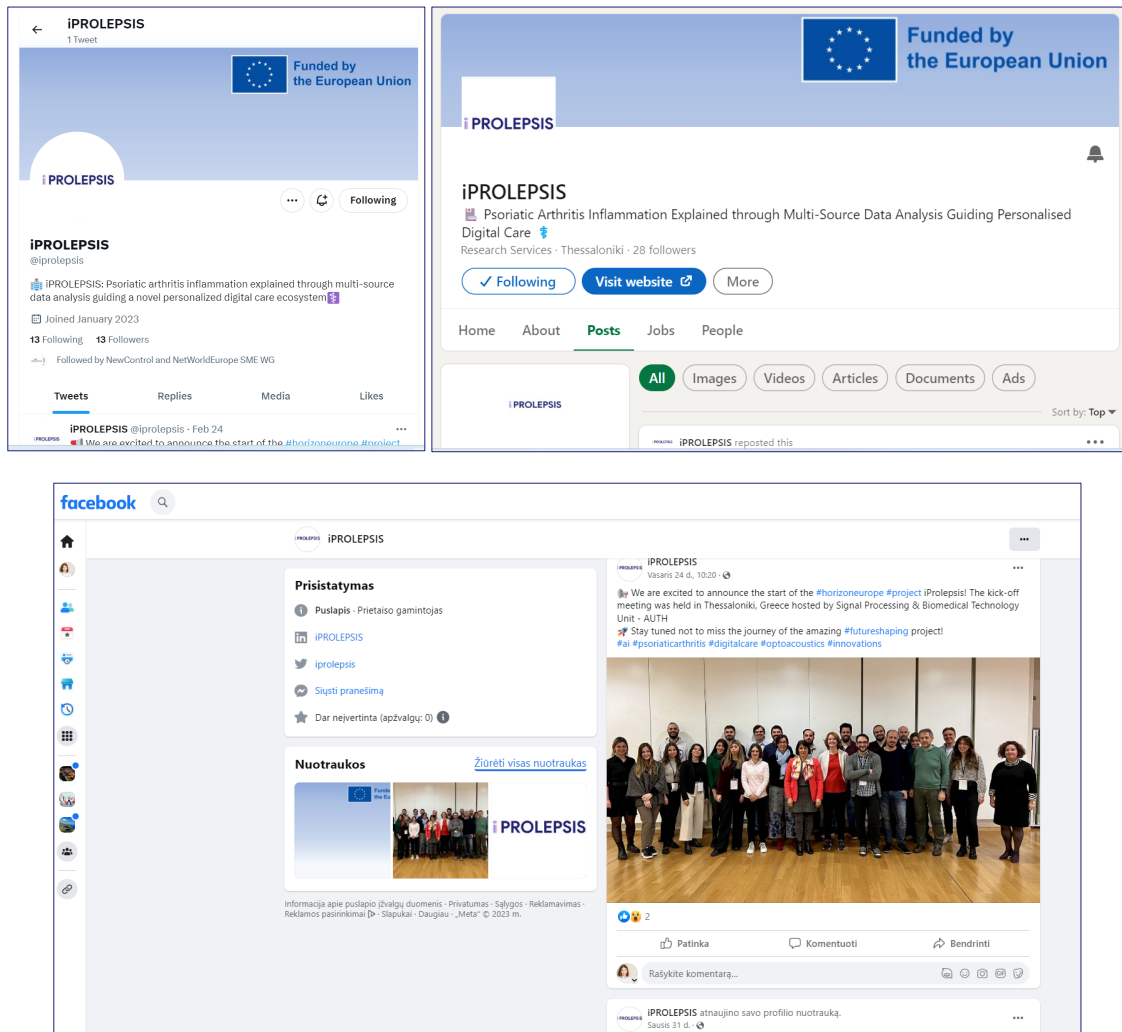 iPROLEPSIS
1 Tweet
Funded by
the European Union
i PROLEPSIS
Following
iPROLEPSIS
@iprolepsis
iPROLEPSIS: Psoriatic arthritis inflammation explained through multi-source
data analysis guiding a novel personalized digital care ecosystem
Joined January 2023
13 Following 13 Followers
Followed by NewControl and NetWorldEurope SME WG
Tweets Replies Media Likes
iPROLEPSIS @iprolepsis · Feb 24
We are excited to announce the start of the #horizoneurope #project
Funded by
the European Union
i PROLEPSIS
iPROLEPSIS
Psoriatic Arthritis Inflammation Explained through Multi-Source Data Analysis Guiding Personalised
Digital Care
Research Services · Thessaloniki · 28 followers
Following Visit website More
Home About Posts Jobs People
All Images Videos Articles Documents Ads
i PROLEPSIS
Sort by: Top
iPROLEPSIS reposted this
facebook
iPROLEPSIS
Prisistatymas
Puslapis · Prietaiso gamintojas
iPROLEPSIS
iprolepsis
Siųsti pranešimą
Dar neįvertinta (apžvalgų: 0)
Nuotraukos Žiūrėti visas nuotraukas
i PROLEPSIS
Informacija apie puslapio įžvalgų duomenis · Privatumas · Sąlygos · Reklamavimas ·
Reklamos pasirinkimai · Slapukai · Daugiau · „Meta“ © 2023 m.
iPROLEPSIS
Vasaris 24 d., 10:20 ·
We are excited to announce the start of the #horizoneurope #project iProlepsis! The kick-off
meeting was held in Thessaloniki, Greece hosted by Signal Processing & Biomedical Technology
Unit - AUTH
Stay tuned not to miss the journey of the amazing #futureshaping project!
#ai #psoriaticarthritis #digitalcare #optoacoustics #innovations
2
Patinka Komentuoti Bendrinti
Rašykite komentarą...
GIF
iPROLEPSIS atnaujino savo profilio nuotrauką.
Sausis 31 d. ·